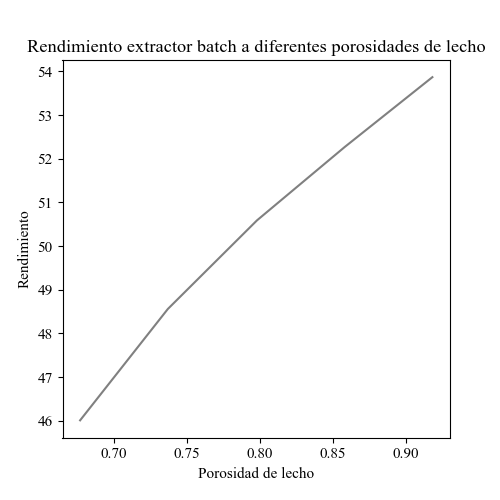 Rendimiento extractor batch a diferentes porosidades de lecho
54
53
52
51
50
49
48
47
46
Rendimiento
0.70 0.75 0.80 0.85 0.90
Porosidad de lecho